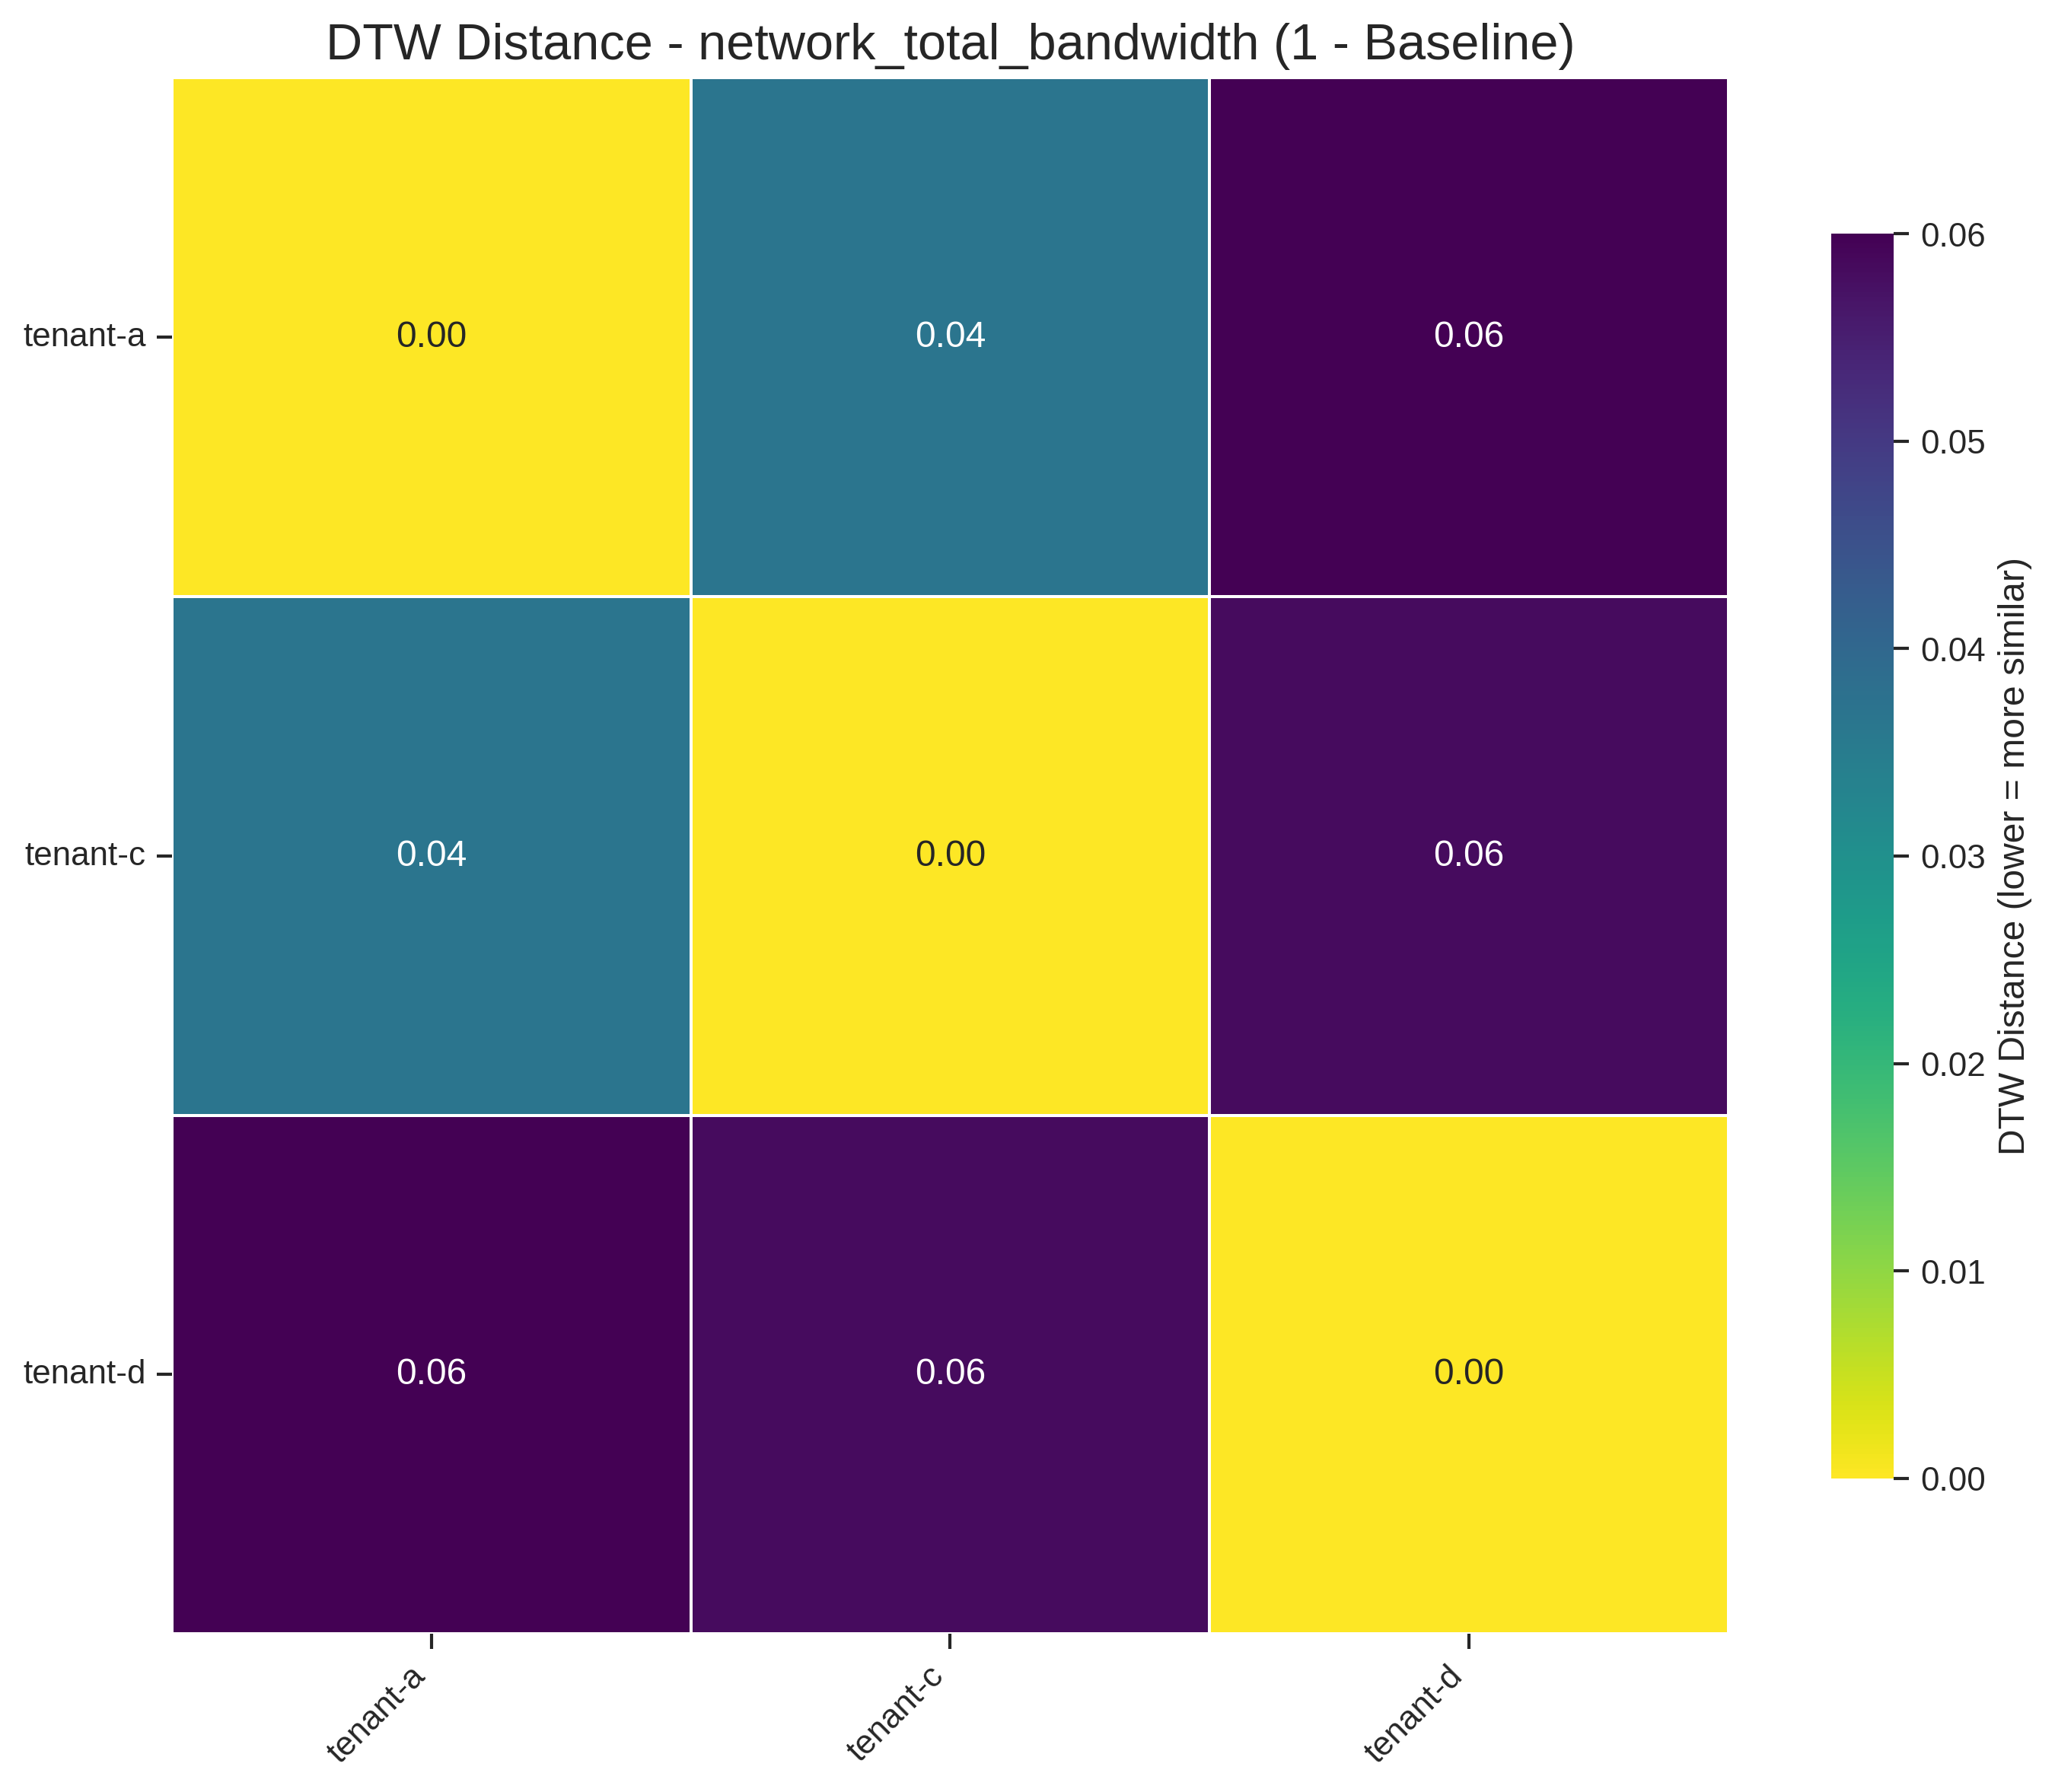 DTW Distance - network_total_bandwidth (1 - Baseline)
tenant-a 0.00 0.04 0.06
tenant-c 0.04 0.00 0.06
tenant-d 0.06 0.06 0.00
tenant-a tenant-c tenant-d
0.06
0.05
0.04
0.03
0.02
0.01
0.00
DTW Distance (lower = more similar)